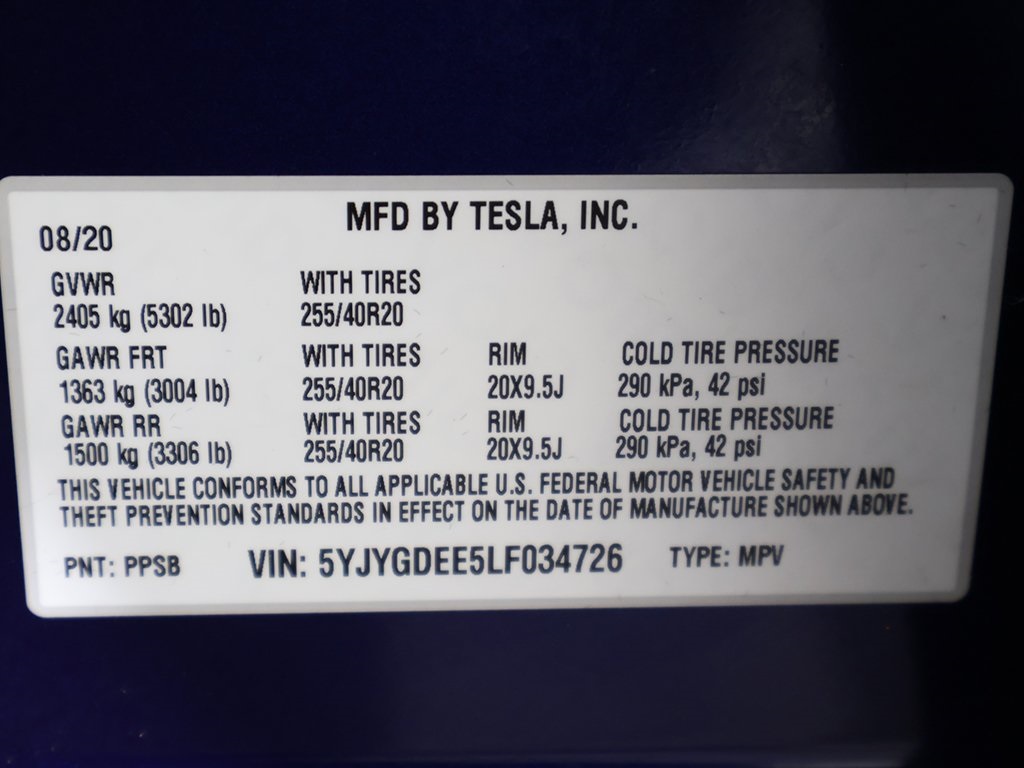 MFD BY TESLA, INC.
08/20
GVWR WITH TIRES
2405 kg (5302 lb) 255/40R20
GAWR FRT WITH TIRES RIM COLD TIRE PRESSURE
1363 kg (3004 lb) 255/40R20 20X9.5J 290 kPa, 42 psi
GAWR RR WITH TIRES RIM COLD TIRE PRESSURE
1500 kg (3306 lb) 255/40R20 20X9.5J 290 kPa, 42 psi
THIS VEHICLE CONFORMS TO ALL APPLICABLE U.S. FEDERAL MOTOR VEHICLE SAFETY AND
THEFT PREVENTION STANDARDS IN EFFECT ON THE DATE OF MANUFACTURE SHOWN ABOVE.
PNT: PPSB VIN: 5YJYGDEE5LF034726 TYPE: MPV